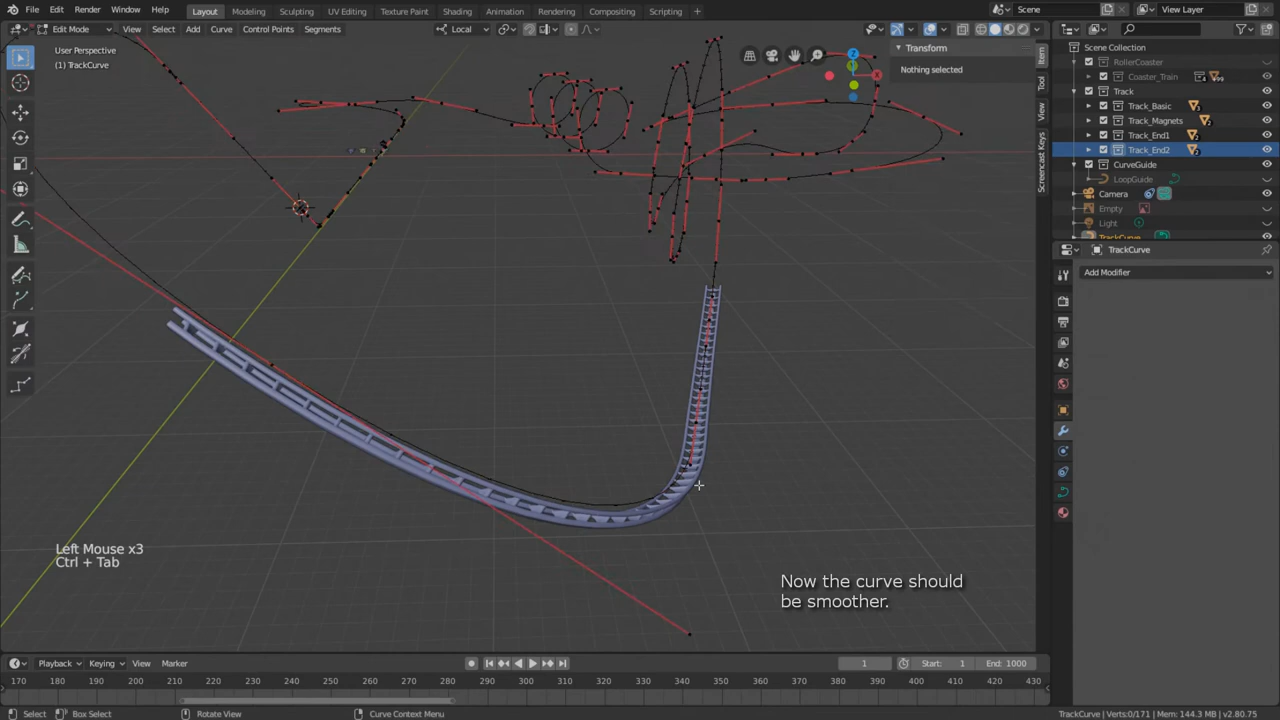 File Edit Render Window Help Layout Modeling Sculpting UV Editing Texture Paint Shading Animation Rendering Compositing Scripting + Scene View Layer
Edit Mode View Select Add Curve Control Points Segments Local
User Perspective
(1) TrackCurve
Transform
Nothing selected
Item
Tool
View
Screencast Keys
Z
X
Scene Collection
RollerCoaster
Coaster_Train
Track
Track_Basic
Track_Magnets
Track_End1
Track_End2
CurveGuide
LoopGuide
Camera
Empty
Light
TrackCurve
TrackCurve
Add Modifier
Left Mouse x3
Ctrl + Tab
Now the curve should
be smoother.
Playback Keying View Marker 1 Start: 1 End: 1000
170 180 190 200 210 220 230 240 250 260 270 280 290 300 310 320 330 340 350 360 370 380 390 400 410 420 430
Select Box Select Rotate View Curve Context Menu TrackCurve | Verts:0/171 | Mem: 144.3 MB | v2.80.75